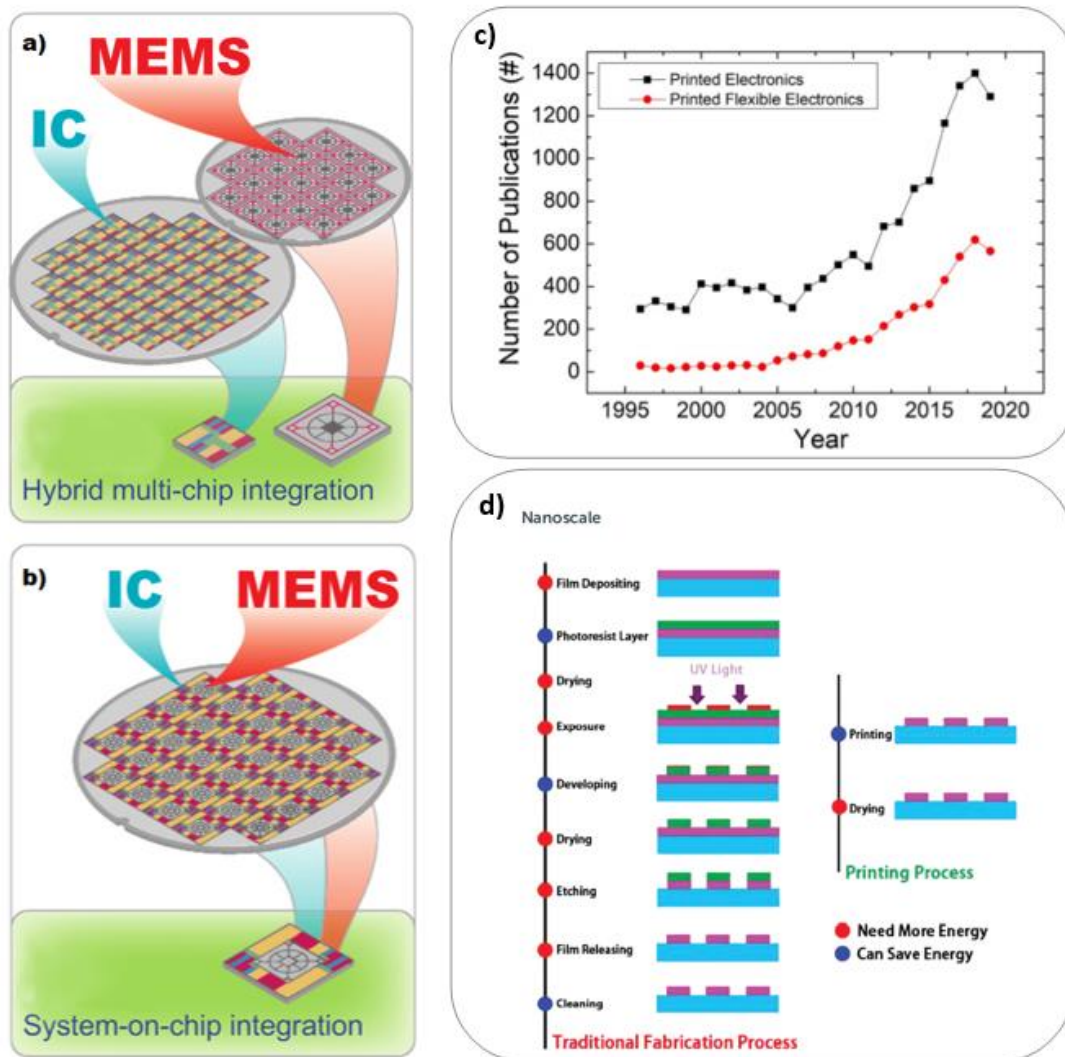 a)
MEMS
IC
Hybrid multi-chip integration
b)
IC
MEMS
System-on-chip integration
c)
Number of Publications (#)
1400
1200
1000
800
600
400
200
0
Printed Electronics
Printed Flexible Electronics
1995
2000
2005
2010
2015
2020
Year
d)
Nanoscale
Film Depositing
Photoresist Layer
UV Light
Drying
Exposure
Developing
Drying
Etching
Film Releasing
Cleaning
Traditional Fabrication Process
Printing
Drying
Printing Process
Need More Energy
Can Save Energy